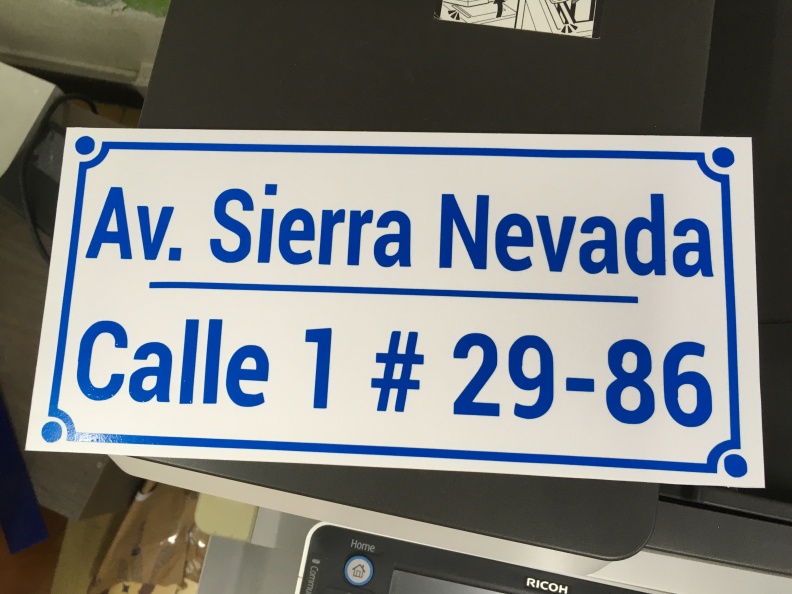 Av. Sierra Nevada
Calle 1 # 29-86
Home
RICOH